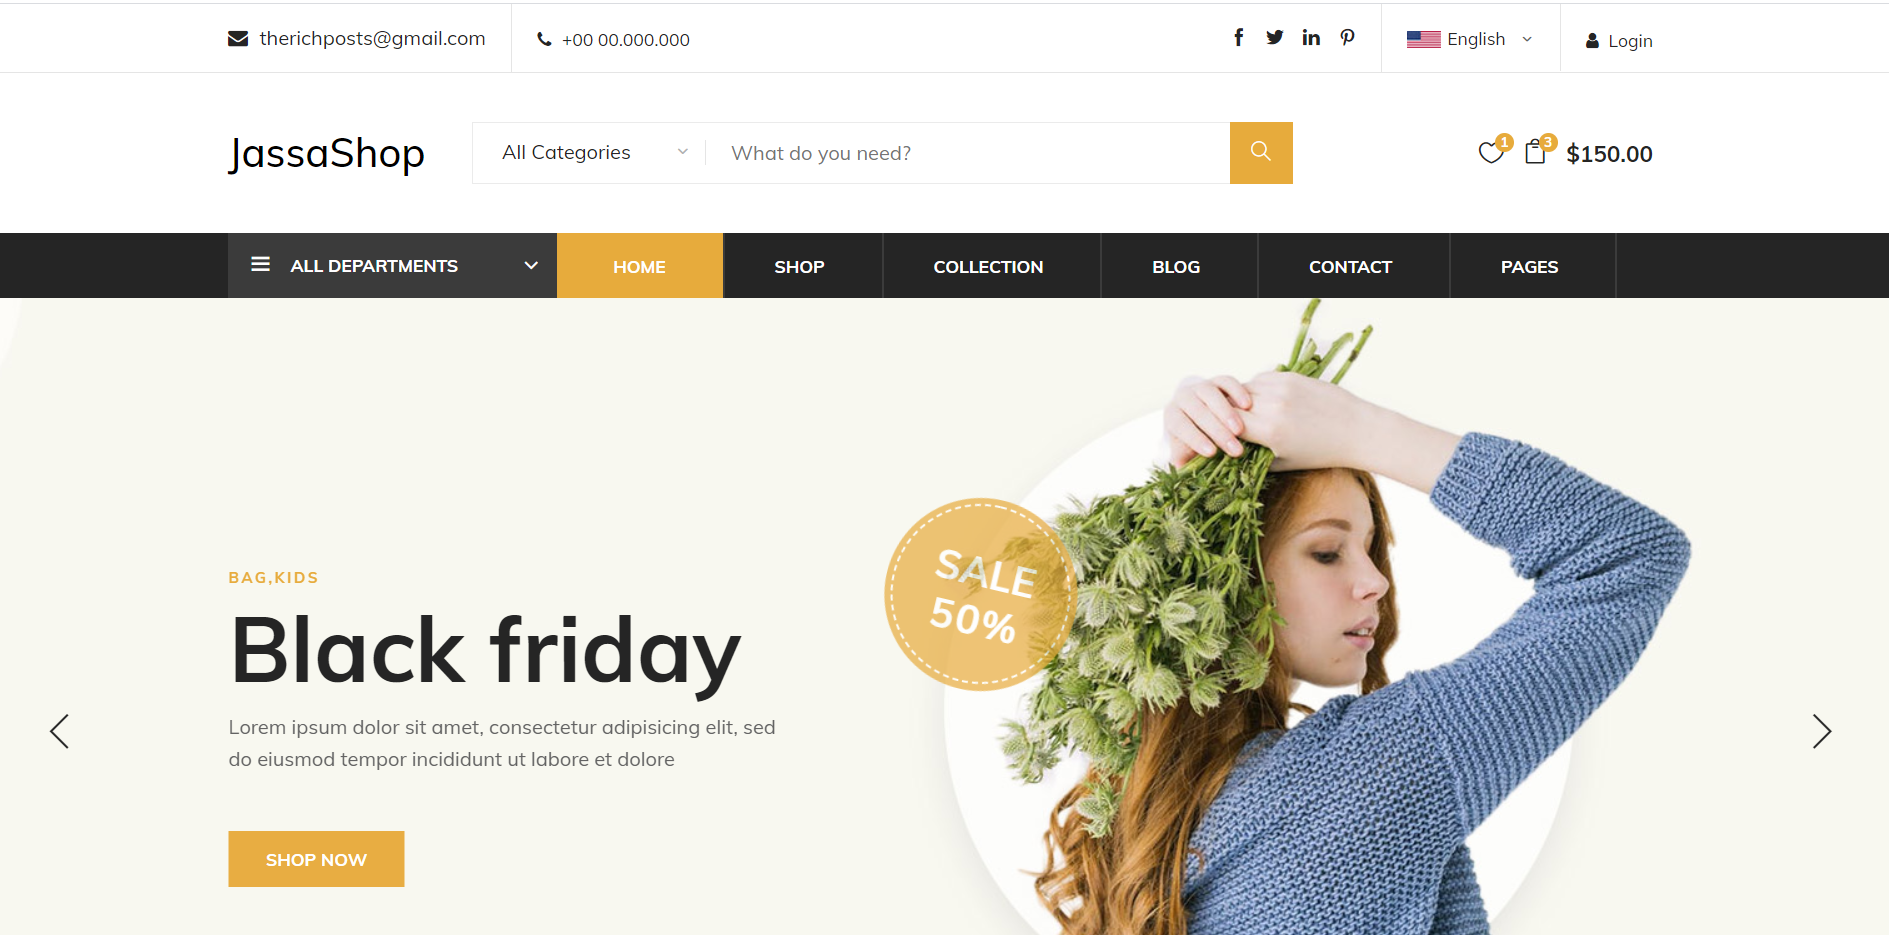 therichposts@gmail.com
+00 00.000.000
English
Login
JassaShop
All Categories
What do you need?
1
3
$150.00
ALL DEPARTMENTS
HOME
SHOP
COLLECTION
BLOG
CONTACT
PAGES
BAG,KIDS
Black friday
Lorem ipsum dolor sit amet, consectetur adipisicing elit, sed
do eiusmod tempor incididunt ut labore et dolore
SHOP NOW
SALE
50%